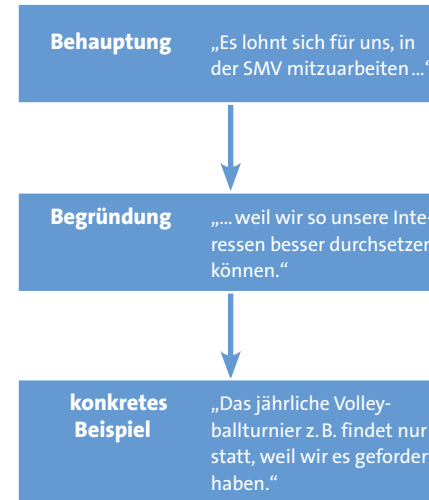 Behauptung
„Es lohnt sich für uns, in
der SMV mitzuarbeiten …“
Begründung
„… weil wir so unsere Inte-
ressen besser durchsetzen
können.“
konkretes
Beispiel
„Das jährliche Volley-
ballturnier z. B. findet nur
statt, weil wir es geforder
haben.“